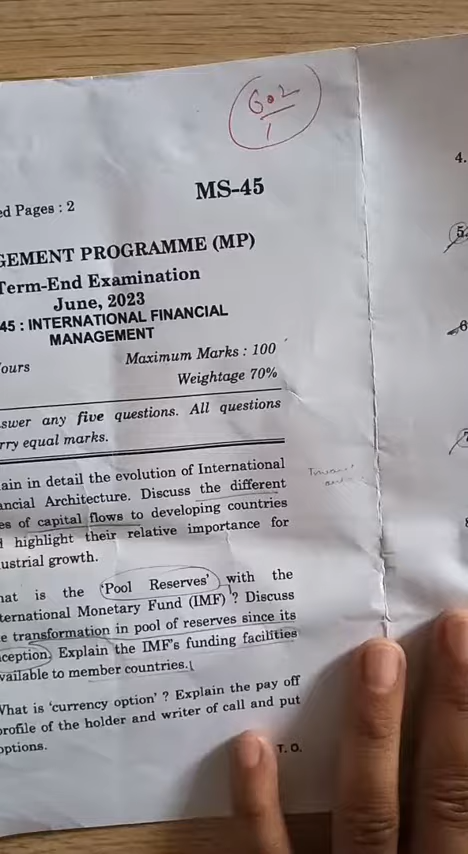 602
1
MS-45
ed Pages : 2
GEMENT PROGRAMME (MP)
Term-End Examination
June, 2023
45 : INTERNATIONAL FINANCIAL
MANAGEMENT
ours
Maximum Marks : 100
Weightage 70%
swer any five questions. All questions
rry equal marks.
ain in detail the evolution of International
ancial Architecture. Discuss the different
es of capital flows to developing countries
d highlight their relative importance for
ustrial growth.
hat is the 'Pool Reserves' with the
ternational Monetary Fund (IMF) ? Discuss
e transformation in pool of reserves since its
ception. Explain the IMF's funding facilities
vailable to member countries.
What is 'currency option' ? Explain the pay off
profile of the holder and writer of call and put
options.
T. O.
4.
5.
6
7
8